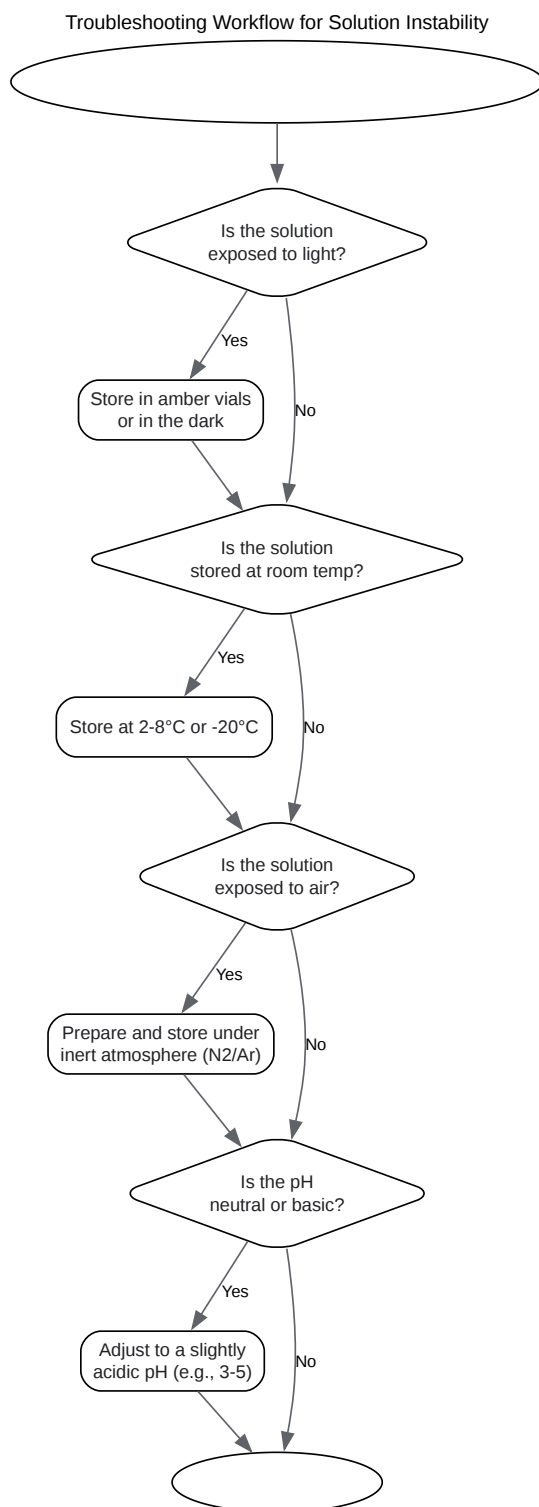 Troubleshooting Workflow for Solution Instability
Is the solution
exposed to light?
Yes
Store in amber vials
or in the dark
No
Is the solution
stored at room temp?
Yes
Store at 2-8°C or -20°C
No
Is the solution
exposed to air?
Yes
Prepare and store under
inert atmosphere (N2/Ar)
No
Is the pH
neutral or basic?
Yes
Adjust to a slightly
acidic pH (e.g., 3-5)
No